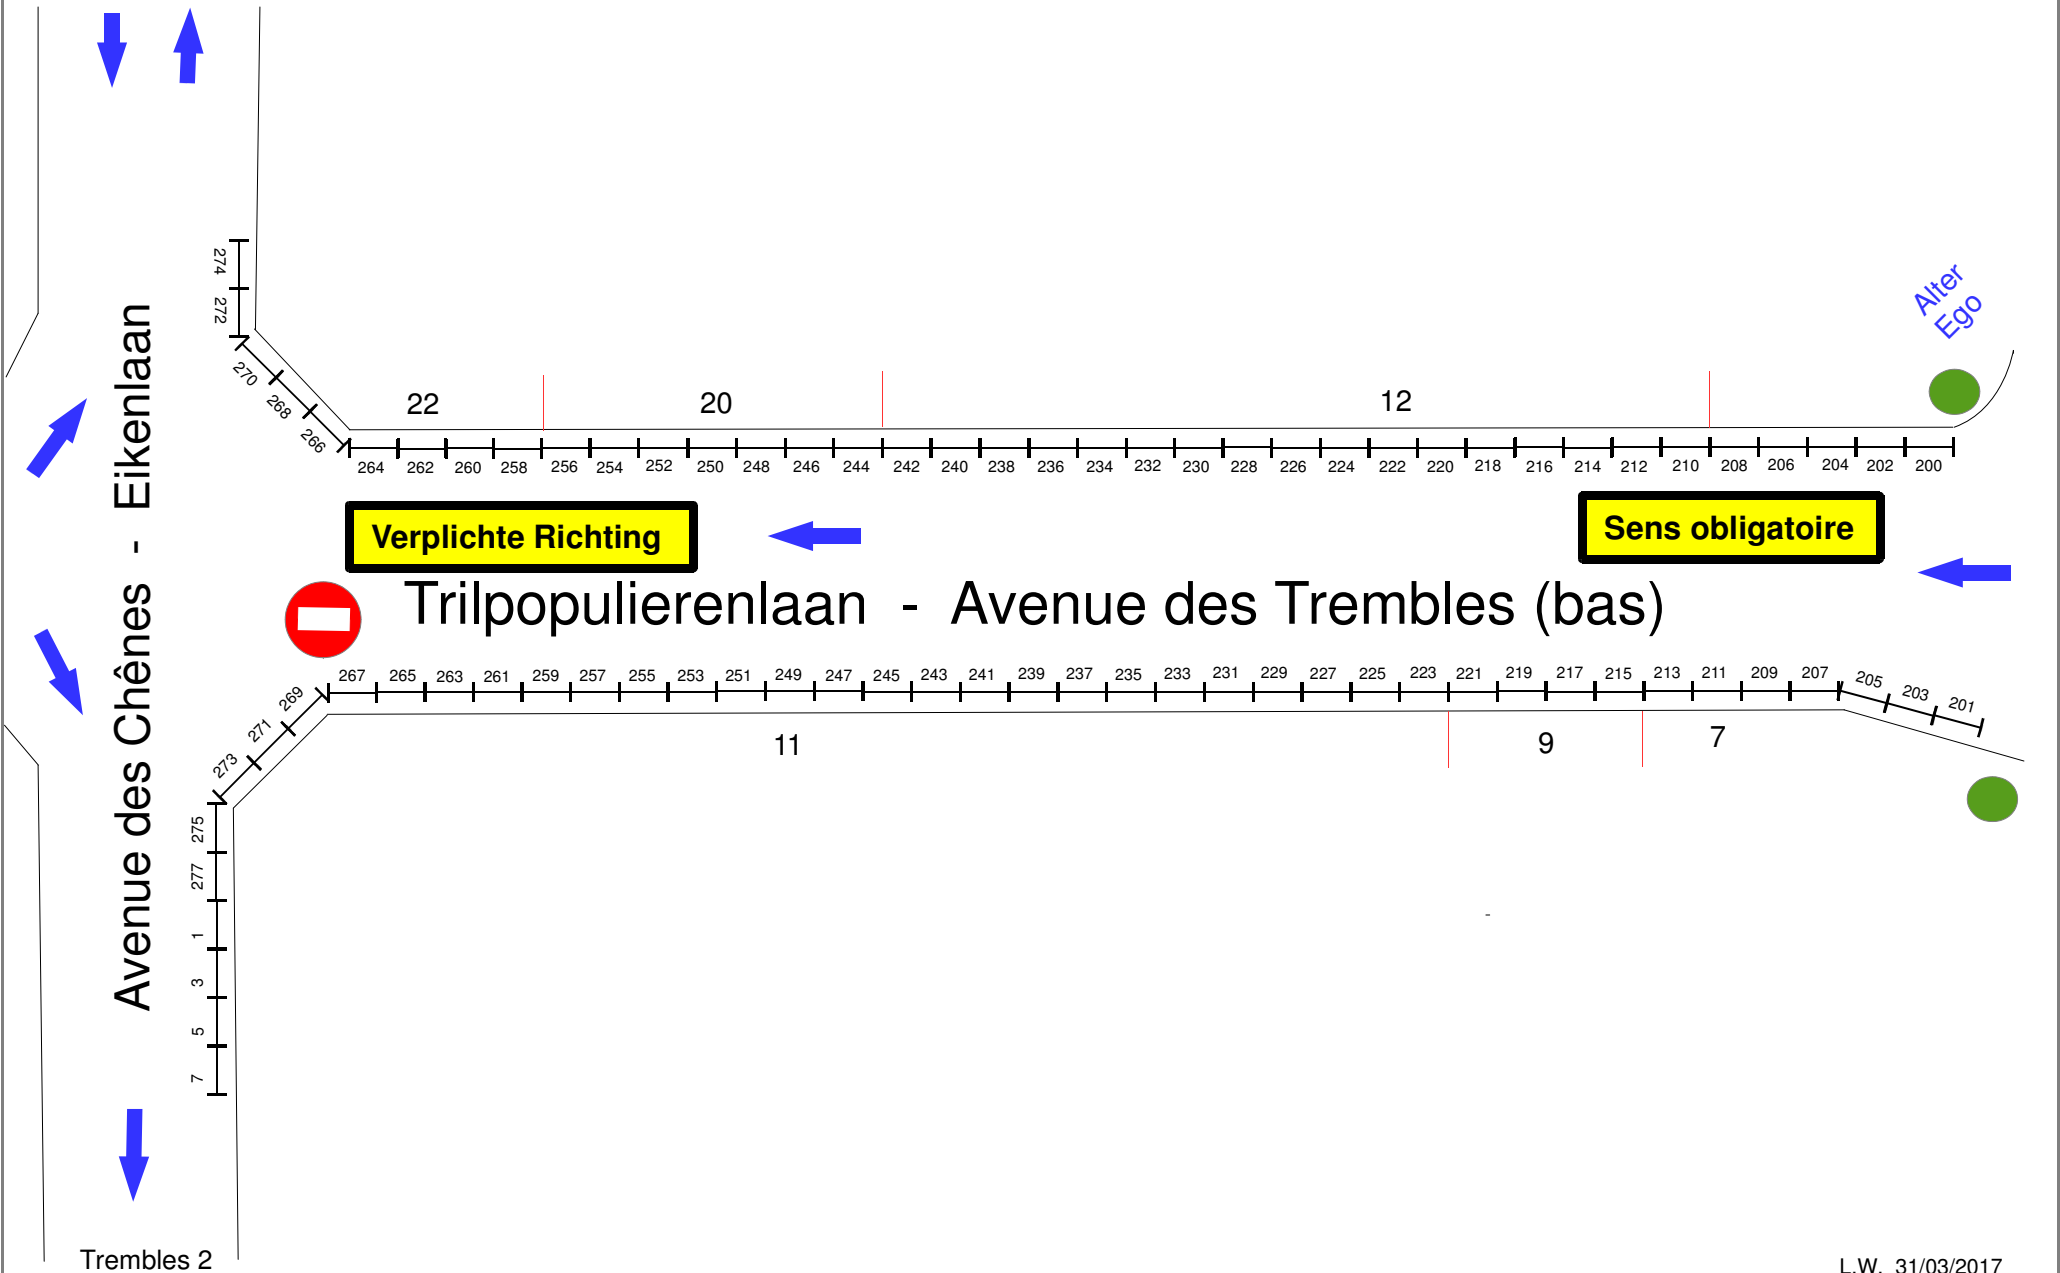 274
272
270
268
266
Alter
Ego
22 20 12
264 262 260 258 256 254 252 250 248 246 244 242 240 238 236 234 232 230 228 226 224 222 220 218 216 214 212 210 208 206 204 202 200
Verplichte Richting
Sens obligatoire
Trilpopulierenlaan - Avenue des Trembles (bas)
Avenue des Chênes - Eikenlaan
267 265 263 261 259 257 255 253 251 249 247 245 243 241 239 237 235 233 231 229 227 225 223 221 219 217 215 213 211 209 207 205 203 201
11 9 7
269
271
273
275
277
1
3
5
7
-
Trembles 2
L.W. 31/03/2017